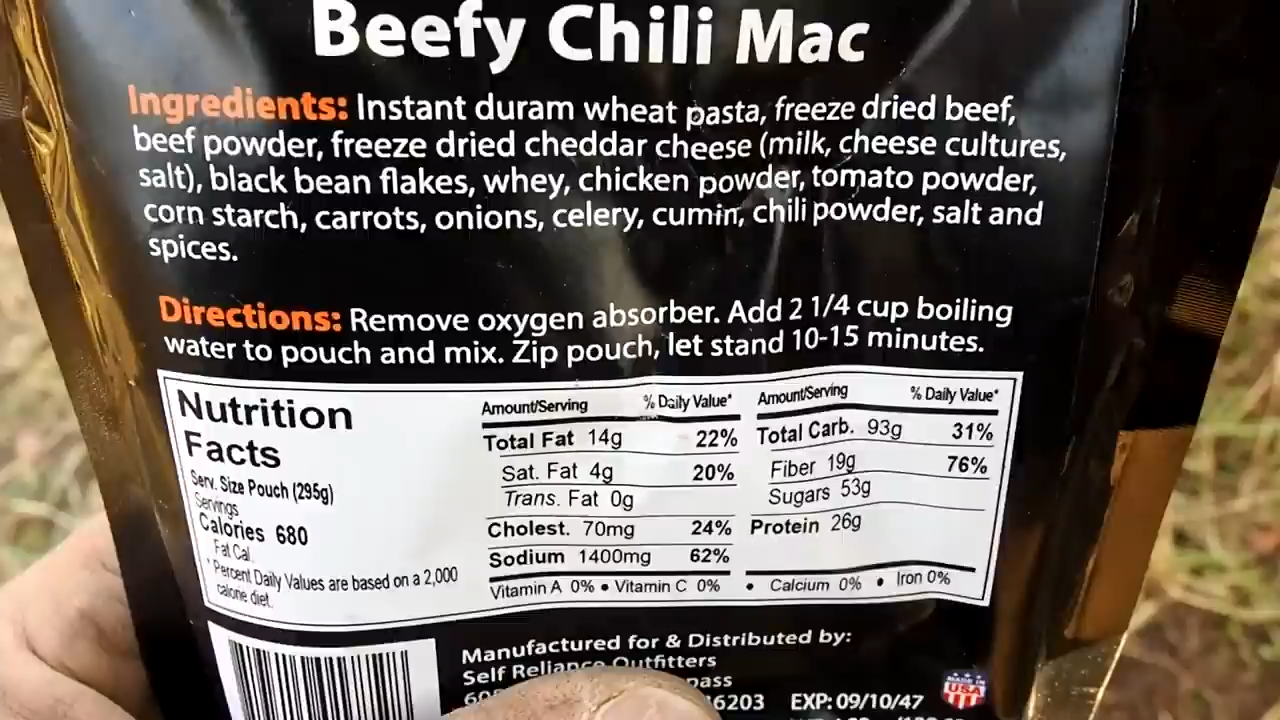 Beefy Chili Mac
Ingredients: Instant duram wheat pasta, freeze dried beef,
beef powder, freeze dried cheddar cheese (milk, cheese cultures,
salt), black bean flakes, whey, chicken powder, tomato powder,
corn starch, carrots, onions, celery, cumin, chili powder, salt and
spices.
Directions: Remove oxygen absorber. Add 2 1/4 cup boiling
water to pouch and mix. Zip pouch, let stand 10-15 minutes.
Nutrition
Facts
Serv. Size Pouch (295g)
Servings
Calories 680
Fat Cal.
*Percent Daily Values are based on a 2,000
calorie diet.
Amount/Serving % Daily Value*
Total Fat 14g 22%
Sat. Fat 4g 20%
Trans. Fat 0g
Cholest. 70mg 24%
Sodium 1400mg 62%
Amount/Serving % Daily Value*
Total Carb. 93g 31%
Fiber 19g 76%
Sugars 53g
Protein 26g
Vitamin A 0% • Vitamin C 0% • Calcium 0% • Iron 0%
Manufactured for & Distributed by:
Self Reliance Outfitters
EXP: 09/10/47
MADE IN
USA